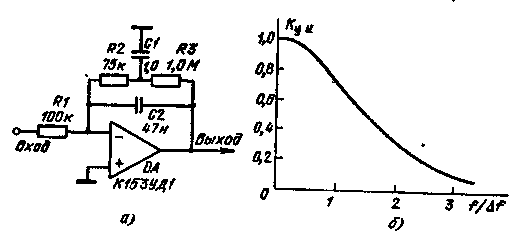 R2 C1 R3
75к 1,0 1,0М
R1
100к
C2
47н
Вход
Выход
−
+
DA
К153УД1
а)
Kу и
1,0
0,8
0,6
0,4
0,2
0
1 2 3 f/Δf
б)